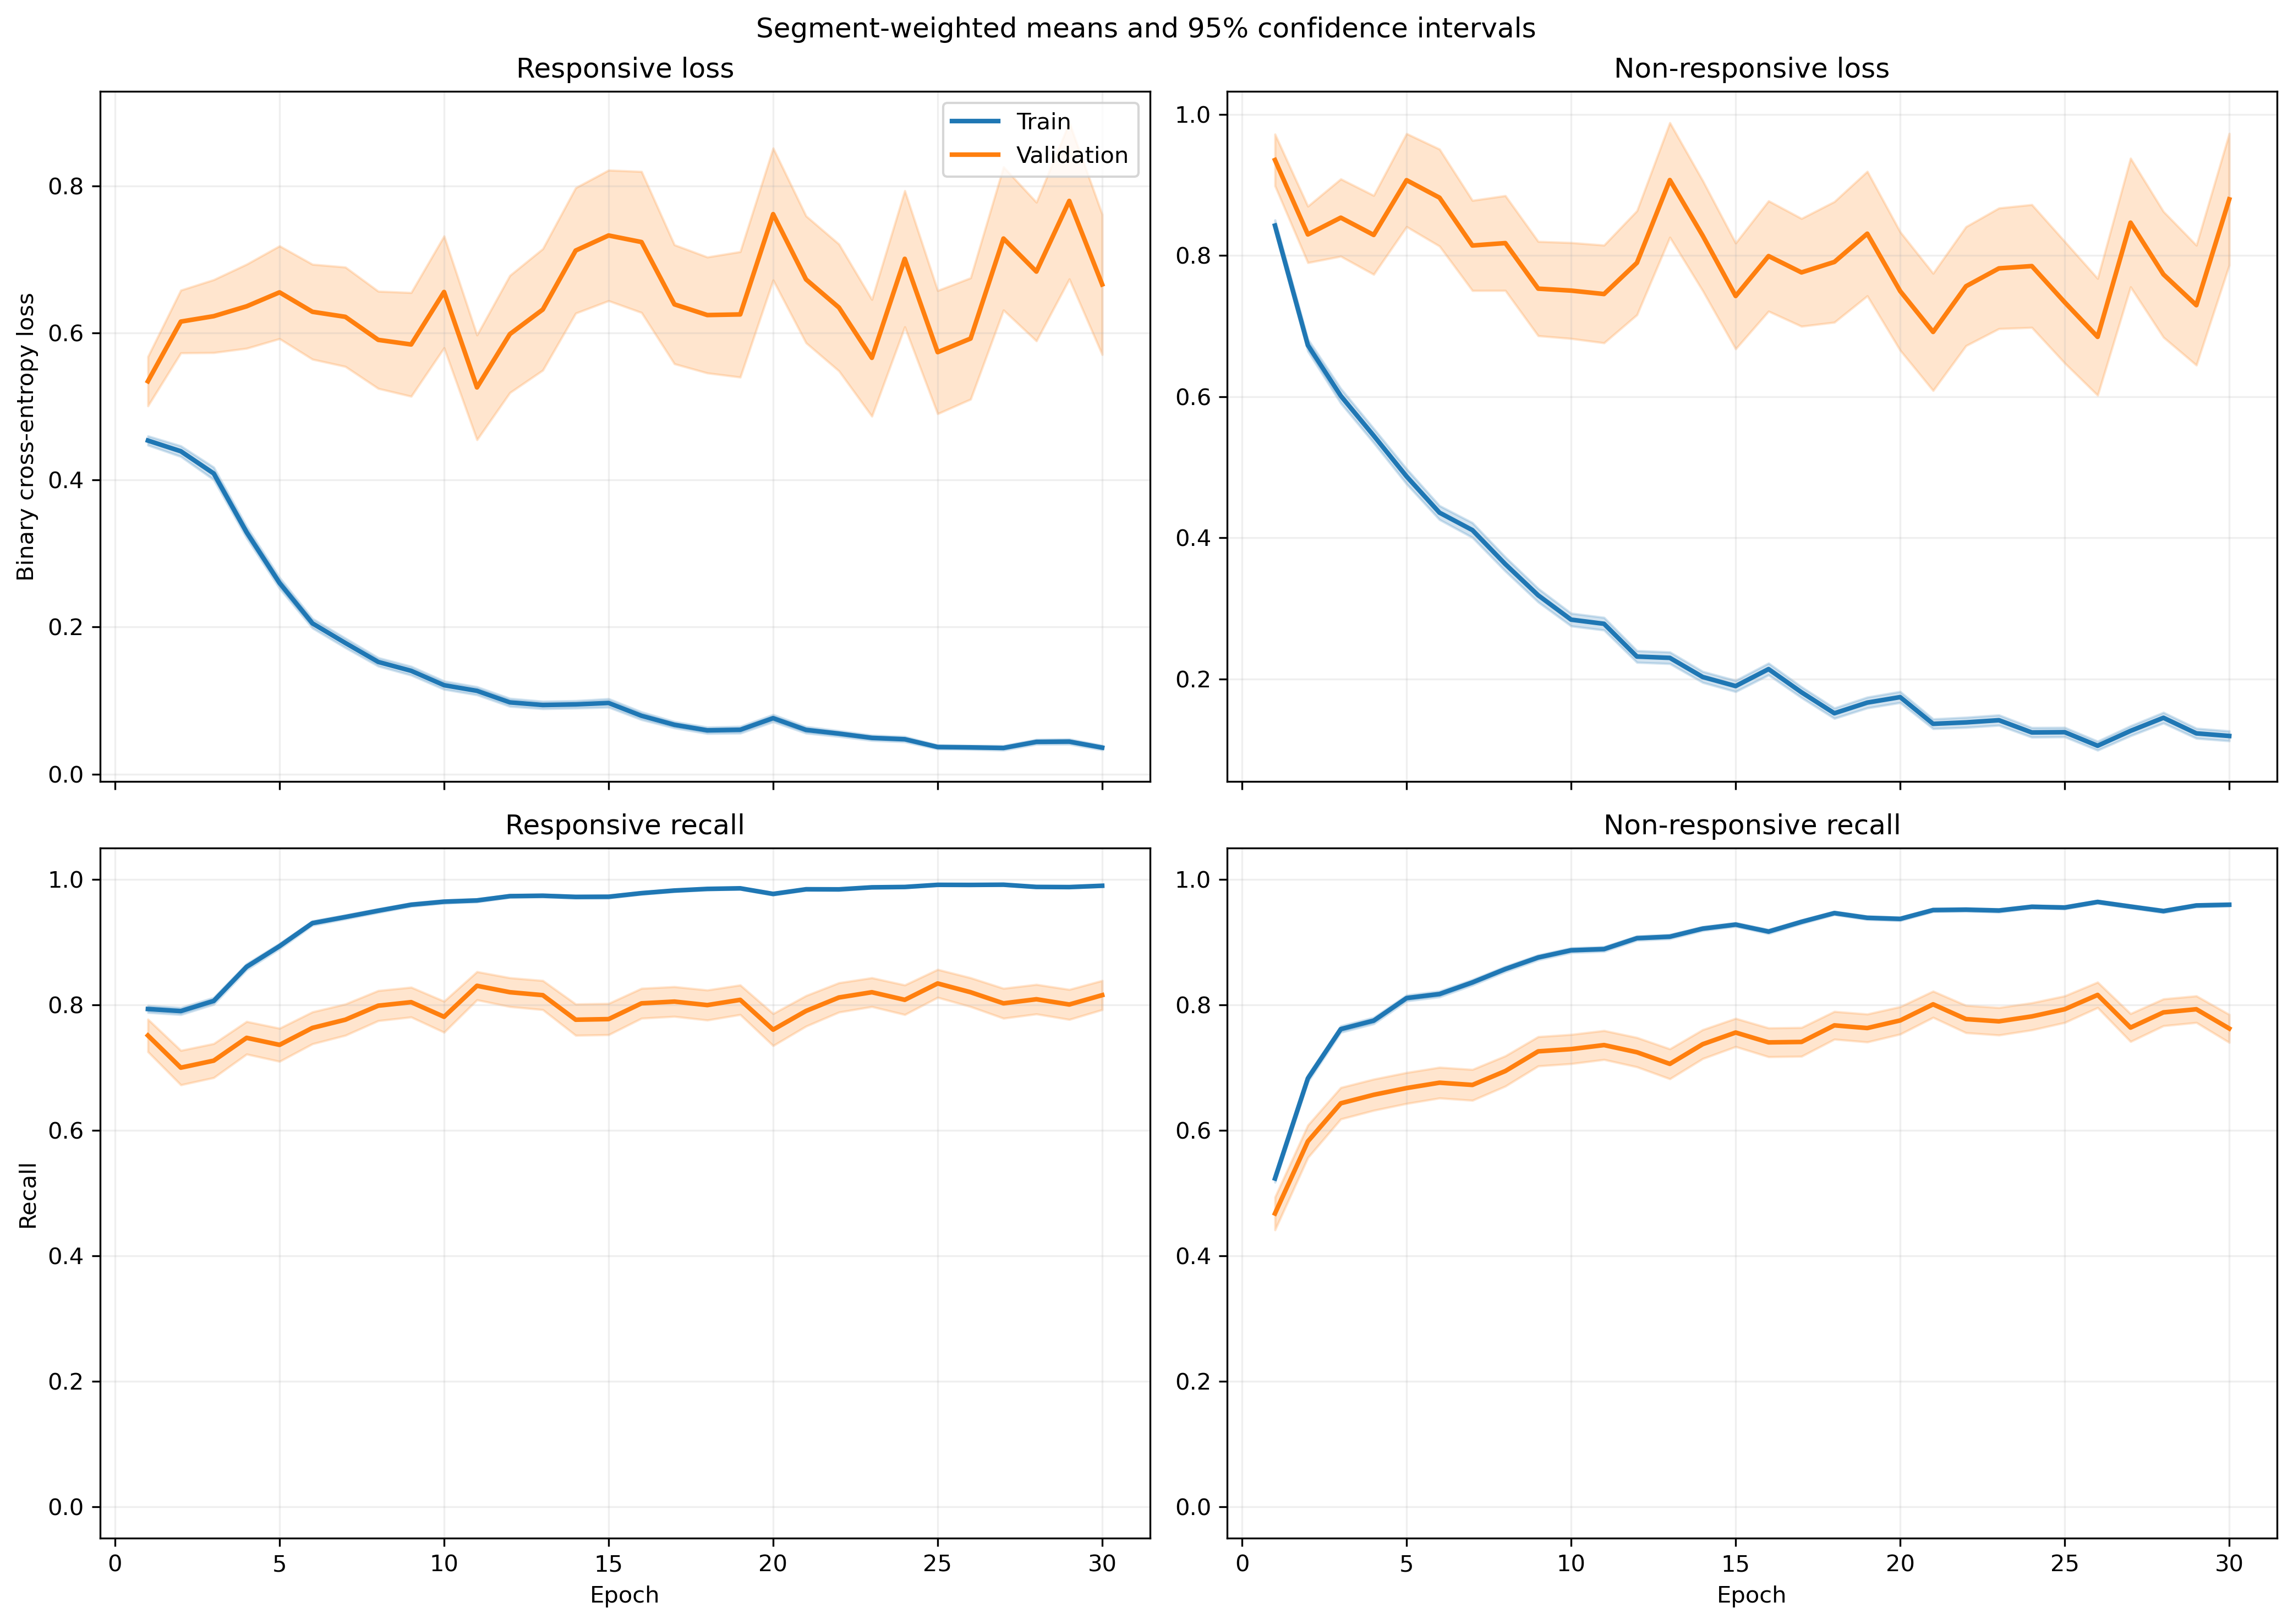 Segment-weighted means and 95% confidence intervals
Responsive loss
Non-responsive loss
Train
Validation
Binary cross-entropy loss
0.8
0.6
0.4
0.2
0.0
1.0
0.8
0.6
0.4
0.2
Responsive recall
Non-responsive recall
Recall
1.0
0.8
0.6
0.4
0.2
0.0
0 5 10 15 20 25 30
Epoch
1.0
0.8
0.6
0.4
0.2
0.0
0 5 10 15 20 25 30
Epoch